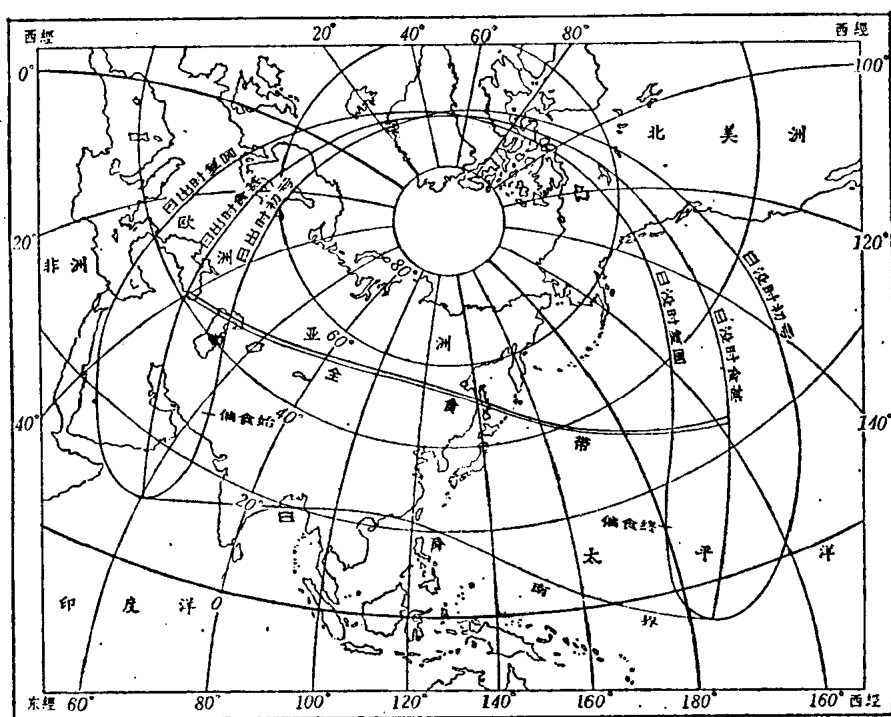 西經 20° 40° 60° 80° 西經
0° 100°
北美洲
日出时复圆
日出时食甚
日出时初亏
欧洲
20° 120°
非洲
80°
日没时复圆
日没时食甚
日没时初亏
亚洲
60°
全食带
偏食始
40°
40° 140°
20°
日食南界
偏食终
太平洋
印度洋
0
东經 60° 80° 100° 120° 140° 160° 180° 160° 西經